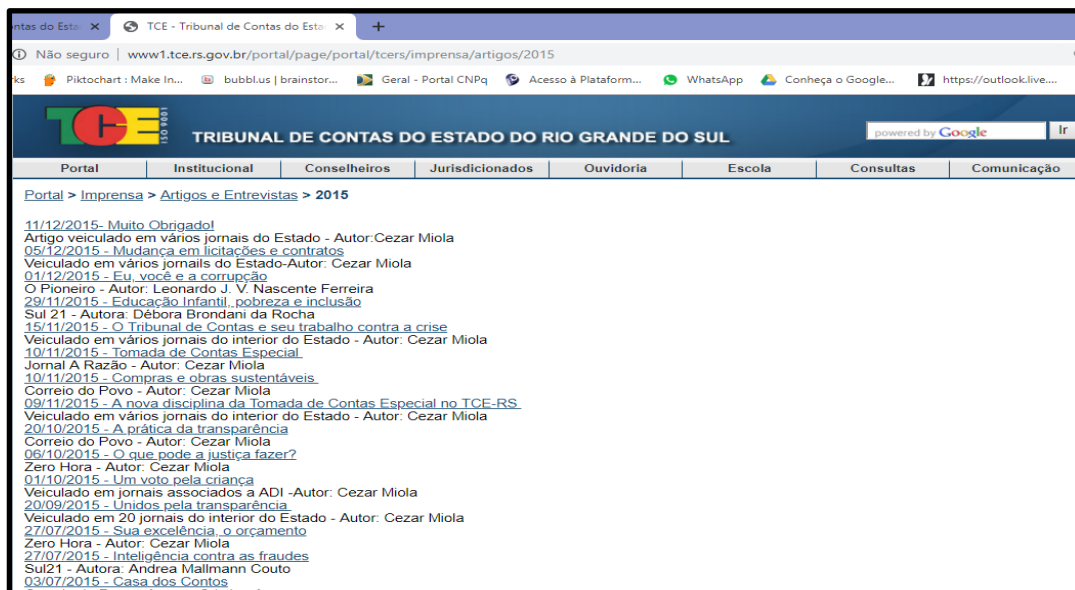 ntas do Esta
TCE - Tribunal de Contas do Esta
Não seguro | www1.tce.rs.gov.br/portal/page/portal/tcers/imprensa/artigos/2015
ks Piktochart : Make In... bubbl.us | brainstor... Geral - Portal CNPq Acesso à Plataform... WhatsApp Conheça o Google... https://outlook.live....
TCE ISO 9001
TRIBUNAL DE CONTAS DO ESTADO DO RIO GRANDE DO SUL
powered by Google Ir
Portal Institucional Conselheiros Jurisdicionados Ouvidoria Escola Consultas Comunicação
Portal > Imprensa > Artigos e Entrevistas > 2015
11/12/2015- Muito Obrigado!
Artigo veiculado em vários jornais do Estado - Autor:Cezar Miola
05/12/2015 - Mudança em licitações e contratos
Veiculado em vários jornails do Estado-Autor: Cezar Miola
01/12/2015 - Eu, você e a corrupção
O Pioneiro - Autor: Leonardo J. V. Nascente Ferreira
29/11/2015 - Educação Infantil, pobreza e inclusão
Sul 21 - Autora: Débora Brondani da Rocha
15/11/2015 - O Tribunal de Contas e seu trabalho contra a crise
Veiculado em vários jornais do interior do Estado - Autor: Cezar Miola
10/11/2015 - Tomada de Contas Especial
Jornal A Razão - Autor: Cezar Miola
10/11/2015 - Compras e obras sustentáveis
Correio do Povo - Autor: Cezar Miola
09/11/2015 - A nova disciplina da Tomada de Contas Especial no TCE-RS
Veiculado em vários jornais do interior do Estado - Autor: Cezar Miola
20/10/2015 - A prática da transparência
Correio do Povo - Autor: Cezar Miola
06/10/2015 - O que pode a justiça fazer?
Zero Hora - Autor: Cezar Miola
01/10/2015 - Um voto pela criança
Veiculado em jornais associados a ADI -Autor: Cezar Miola
20/09/2015 - Unidos pela transparência
Veiculado em 20 jornais do interior do Estado - Autor: Cezar Miola
27/07/2015 - Sua excelência, o orçamento
Zero Hora - Autor: Cezar Miola
27/07/2015 - Inteligência contra as fraudes
Sul21 - Autora: Andrea Mallmann Couto
03/07/2015 - Casa dos Contos